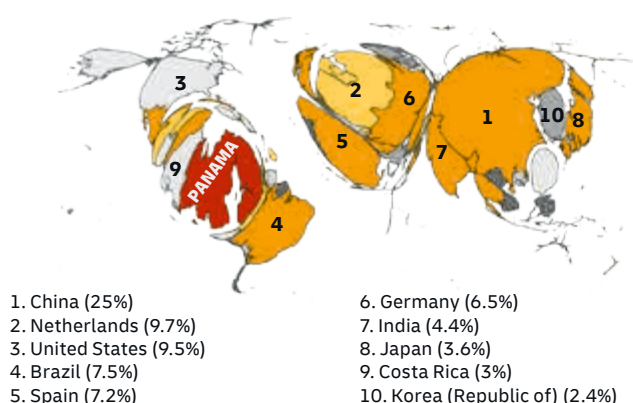 3
2
6
1
10
8
5
7
9
PANAMA
4
1. China (25%)
2. Netherlands (9.7%)
3. United States (9.5%)
4. Brazil (7.5%)
5. Spain (7.2%)
6. Germany (6.5%)
7. India (4.4%)
8. Japan (3.6%)
9. Costa Rica (3%)
10. Korea (Republic of) (2.4%)